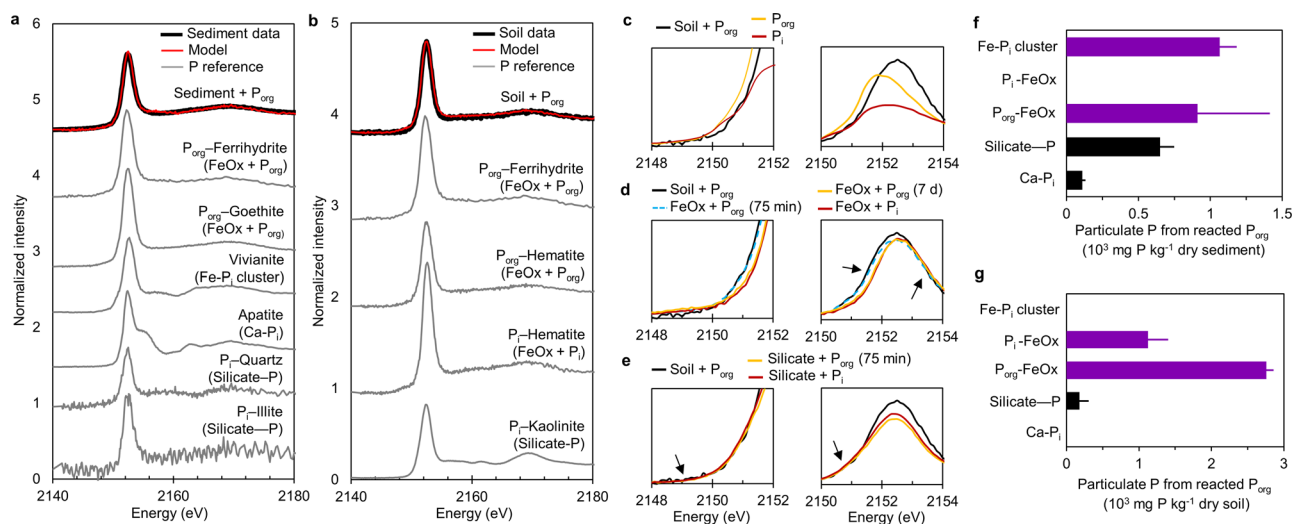 a
Normalized intensity
10
9
8
7
6
5
4
3
2
1
0
Sediment data
Model
P reference
Sediment + Porg
Porg–Ferrihydrite
(FeOx + Porg)
Porg–Goethite
(FeOx + Porg)
Vivianite
(Fe-Pi cluster)
Apatite
(Ca-Pi)
Pi–Quartz
(Silicate–P)
Pi–Illite
(Silicate—P)
2140 2160 2180
Energy (eV)
b
Normalized intensity
5
4
3
2
1
0
Soil data
Model
P reference
Soil + Porg
Porg–Ferrihydrite
(FeOx + Porg)
Porg–Hematite
(FeOx + Porg)
Pi–Hematite
(FeOx + Pi)
Pi–Kaolinite
(Silicate-P)
2140 2160 2180
Energy (eV)
c
Soil + Porg
Porg
Pi
2148 2150 2152
2150 2152 2154
d
Soil + Porg
FeOx + Porg (7 d)
FeOx + Porg (75 min)
FeOx + Pi
2148 2150 2152
2150 2152 2154
e
Soil + Porg
Silicate + Porg (75 min)
Silicate + Pi
2148 2150 2152
2150 2152 2154
Energy (eV)
Energy (eV)
f
Fe-Pi cluster
Pi -FeOx
Porg-FeOx
Silicate—P
Ca-Pi
0 0.5 1 1.5
Particulate P from reacted Porg
(10³ mg P kg⁻¹ dry sediment)
g
Fe-Pi cluster
Pi -FeOx
Porg-FeOx
Silicate—P
Ca-Pi
0 1 2 3
Particulate P from reacted Porg
(10³ mg P kg⁻¹ dry soil)